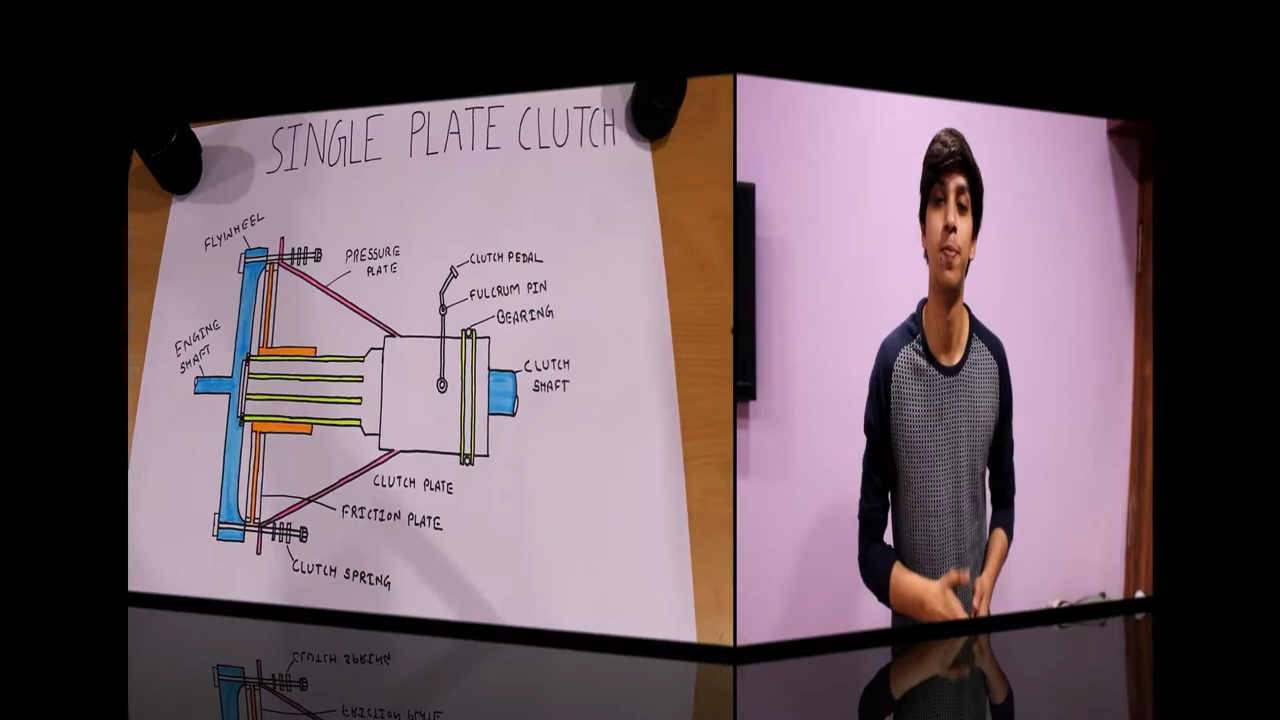 SINGLE PLATE CLUTCH
FLYWHEEL
PRESSURE
PLATE
CLUTCH PEDAL
FULCRUM PIN
BEARING
ENGINE
SHAFT
CLUTCH
SHAFT
CLUTCH PLATE
FRICTION PLATE
CLUTCH SPRING